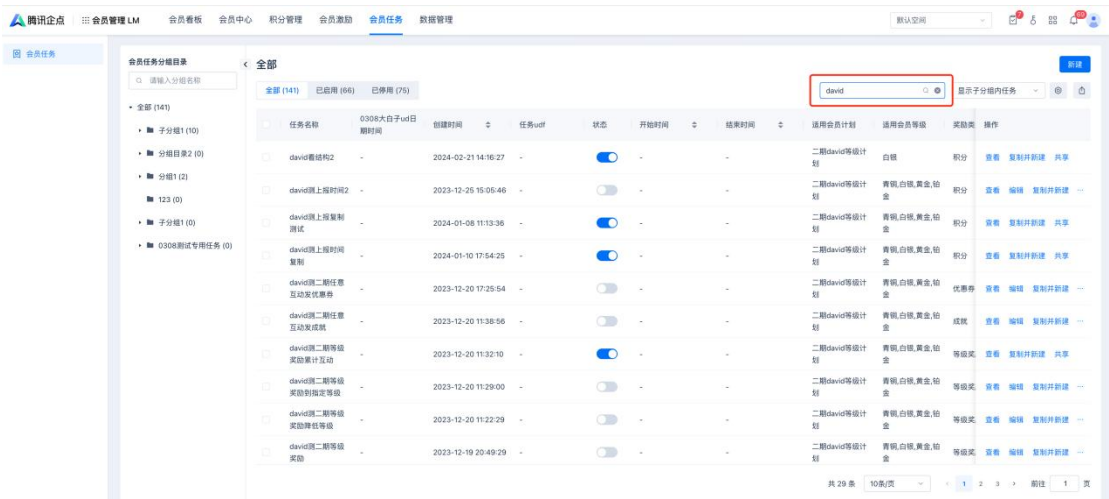 腾讯企点 会员管理 LM 会员看板 会员中心 积分管理 会员激励 会员任务 数据管理 默认空间 7
会员任务
会员任务分组目录
请输入分组名称
全部 (141)
子分组1 (10)
分组目录2 (0)
分组1 (2)
123 (0)
子分组1 (0)
0308测试专用任务 (0)
全部 新建
全部 (141) 已启用 (66) 已停用 (75) david 显示子分组内任务
任务名称 0308大白子ud日期时间 创建时间 任务udf 状态 开始时间 结束时间 适用会员计划 适用会员等级 奖励类 操作
david看结构2 - 2024-02-21 14:16:27 - - - 二期david等级计划 白银 积分 查看 复制并新建 共享
david测上报时间2 - 2023-12-25 15:05:46 - - - 二期david等级计划 青铜,白银,黄金,铂金 积分 查看 编辑 复制并新建 ···
david测上报复制测试 - 2024-01-08 11:13:36 - - - 二期david等级计划 青铜,白银,黄金,铂金 积分 查看 复制并新建 共享
david测上报时间复制 - 2024-01-10 17:54:25 - - - 二期david等级计划 青铜,白银,黄金,铂金 积分 查看 复制并新建 共享
david测二期任意互动发优惠券 - 2023-12-20 17:25:54 - - - 二期david等级计划 青铜,白银,黄金,铂金 优惠券 查看 编辑 复制并新建 ···
david测二期任意互动发成就 - 2023-12-20 11:38:56 - - - 二期david等级计划 青铜,白银,黄金,铂金 成就 查看 编辑 复制并新建 ···
david测二期等级奖励累计互动 - 2023-12-20 11:32:10 - - - 二期david等级计划 青铜,白银,黄金,铂金 等级奖 查看 复制并新建 共享
david测二期等级奖励到指定等级 - 2023-12-20 11:29:00 - - - 二期david等级计划 青铜,白银,黄金,铂金 等级奖 查看 编辑 复制并新建 ···
david测二期等级奖励降低等级 - 2023-12-20 11:22:29 - - - 二期david等级计划 青铜,白银,黄金,铂金 等级奖 查看 编辑 复制并新建 ···
david测二期等级奖励 - 2023-12-19 20:49:29 - - - 二期david等级计划 青铜,白银,黄金,铂金 等级奖 查看 编辑 复制并新建 ···
共 29 条 10条/页 1 2 3 前往 1 页